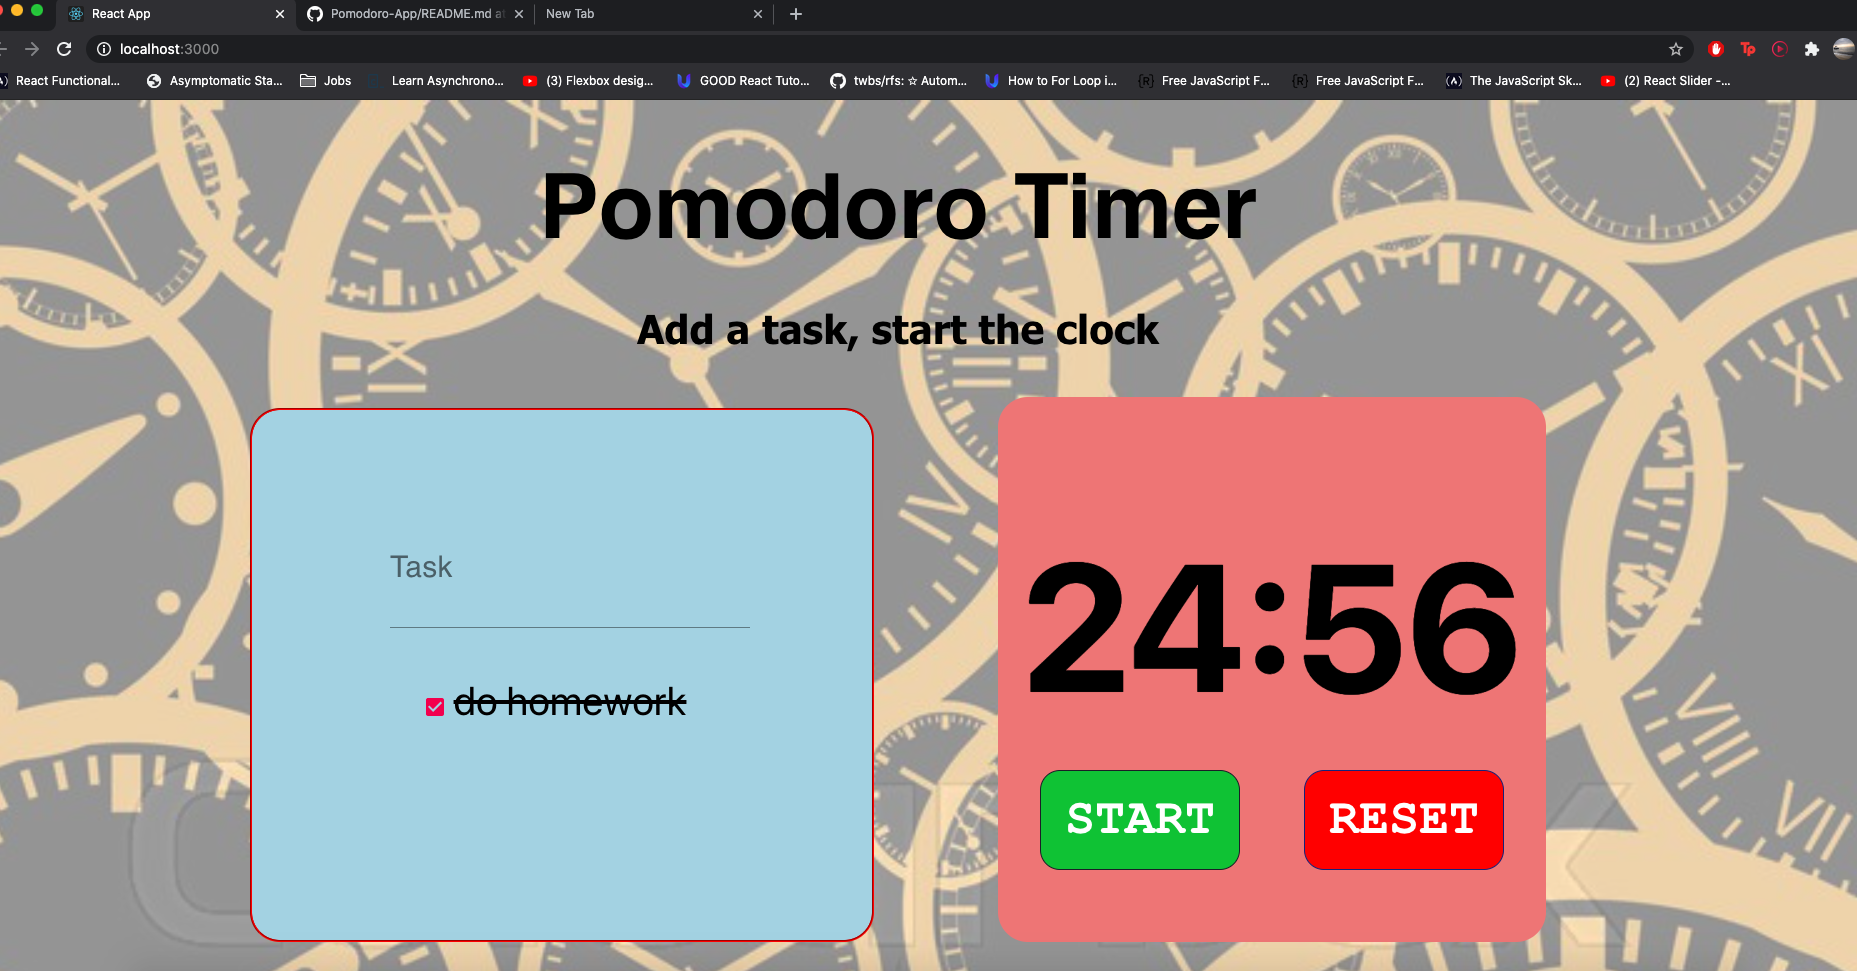 React App
Pomodoro-App/README.md a
New Tab
localhost:3000
React Functional...
Asymptomatic Sta...
Jobs
Learn Asynchrono...
(3) Flexbox desig...
GOOD React Tuto...
twbs/rfs: ☆ Autom...
How to For Loop i...
{R}
Free JavaScript F...
{R}
Free JavaScript F...
The JavaScript Sk...
(2) React Slider -...
Tp
Pomodoro Timer
Add a task, start the clock
Task
do homework
24:56
START
RESET